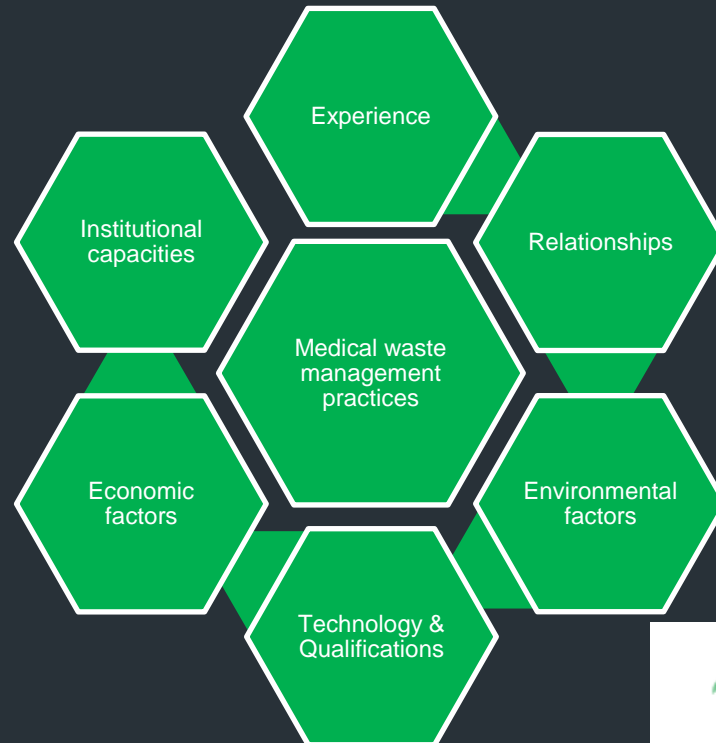 Experience
Institutional
capacities
Relationships
Medical waste
management
practices
Economic
factors
Environmental
factors
Technology &
Qualifications